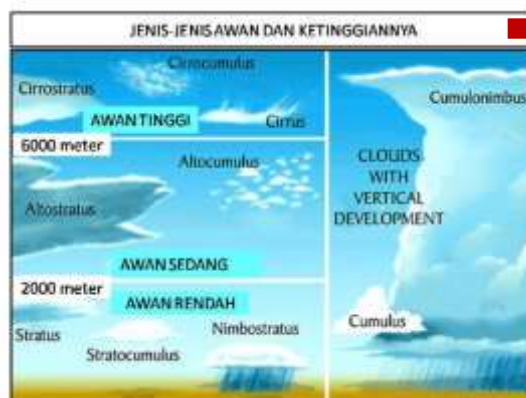 JENIS-JENIS AWAN DAN KETINGGIANNYA
Cirrocumulus
Cirrostratus
AWAN TINGGI
Cirrus
6000 meter
Altocumulus
Altostratus
AWAN SEDANG
2000 meter
AWAN RENDAH
Stratus
Nimbostratus
Stratocumulus
Cumulonimbus
CLOUDS
WITH
VERTICAL
DEVELOPMENT
Cumulus